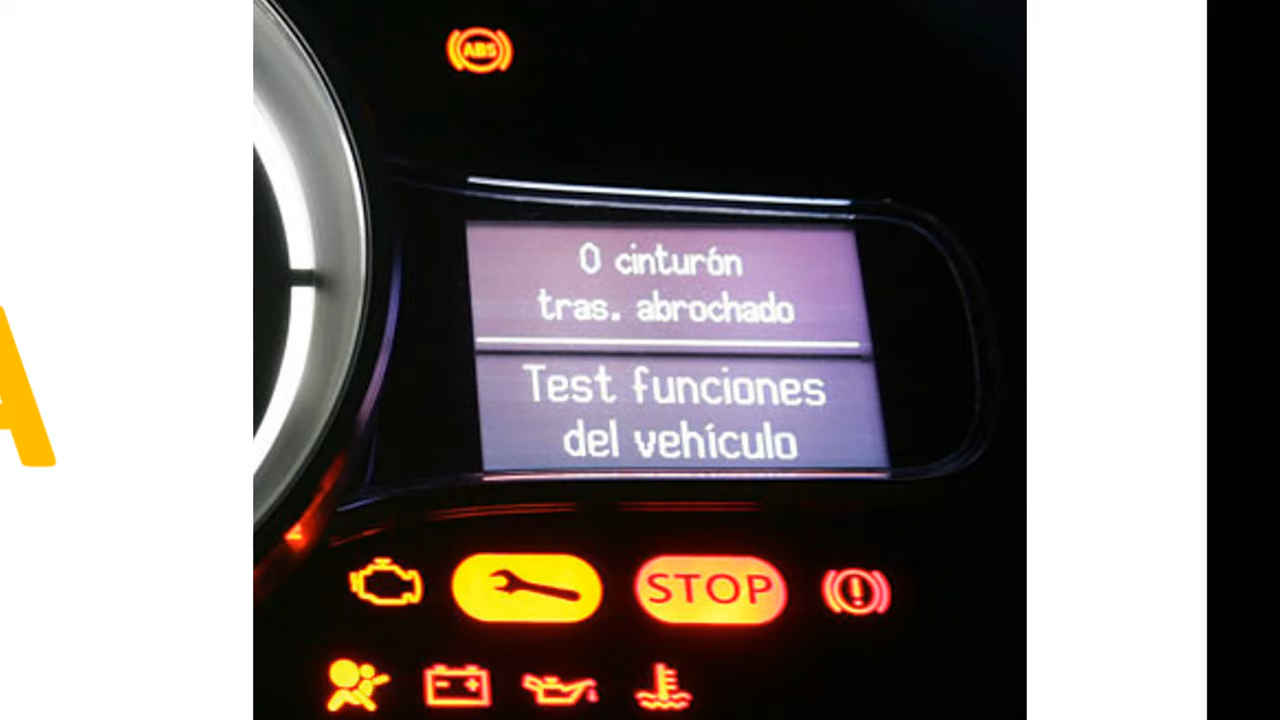 A
ABS
0 cinturón
tras. abrochado
Test funciones
del vehículo
STOP